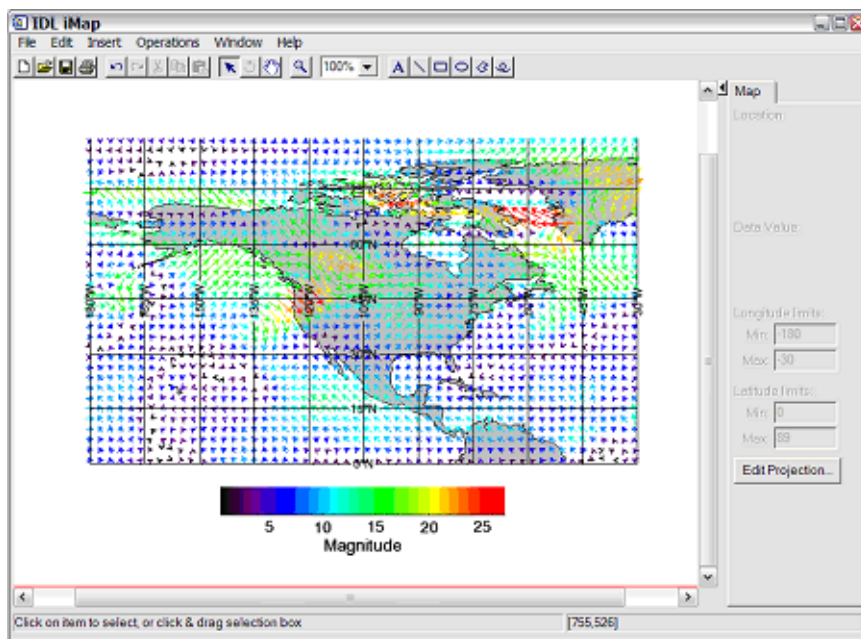 IDL iMap
File Edit Insert Operations Window Help
100%
A
Map
Location:
Data Value:
Longitude limits:
Min: -180
Max: -30
Latitude limits:
Min: 0
Max: 89
Edit Projection...
60°N
45°N
15°N
0°N
5 10 15 20 25
Magnitude
Click on item to select, or click & drag selection box
[755,526]